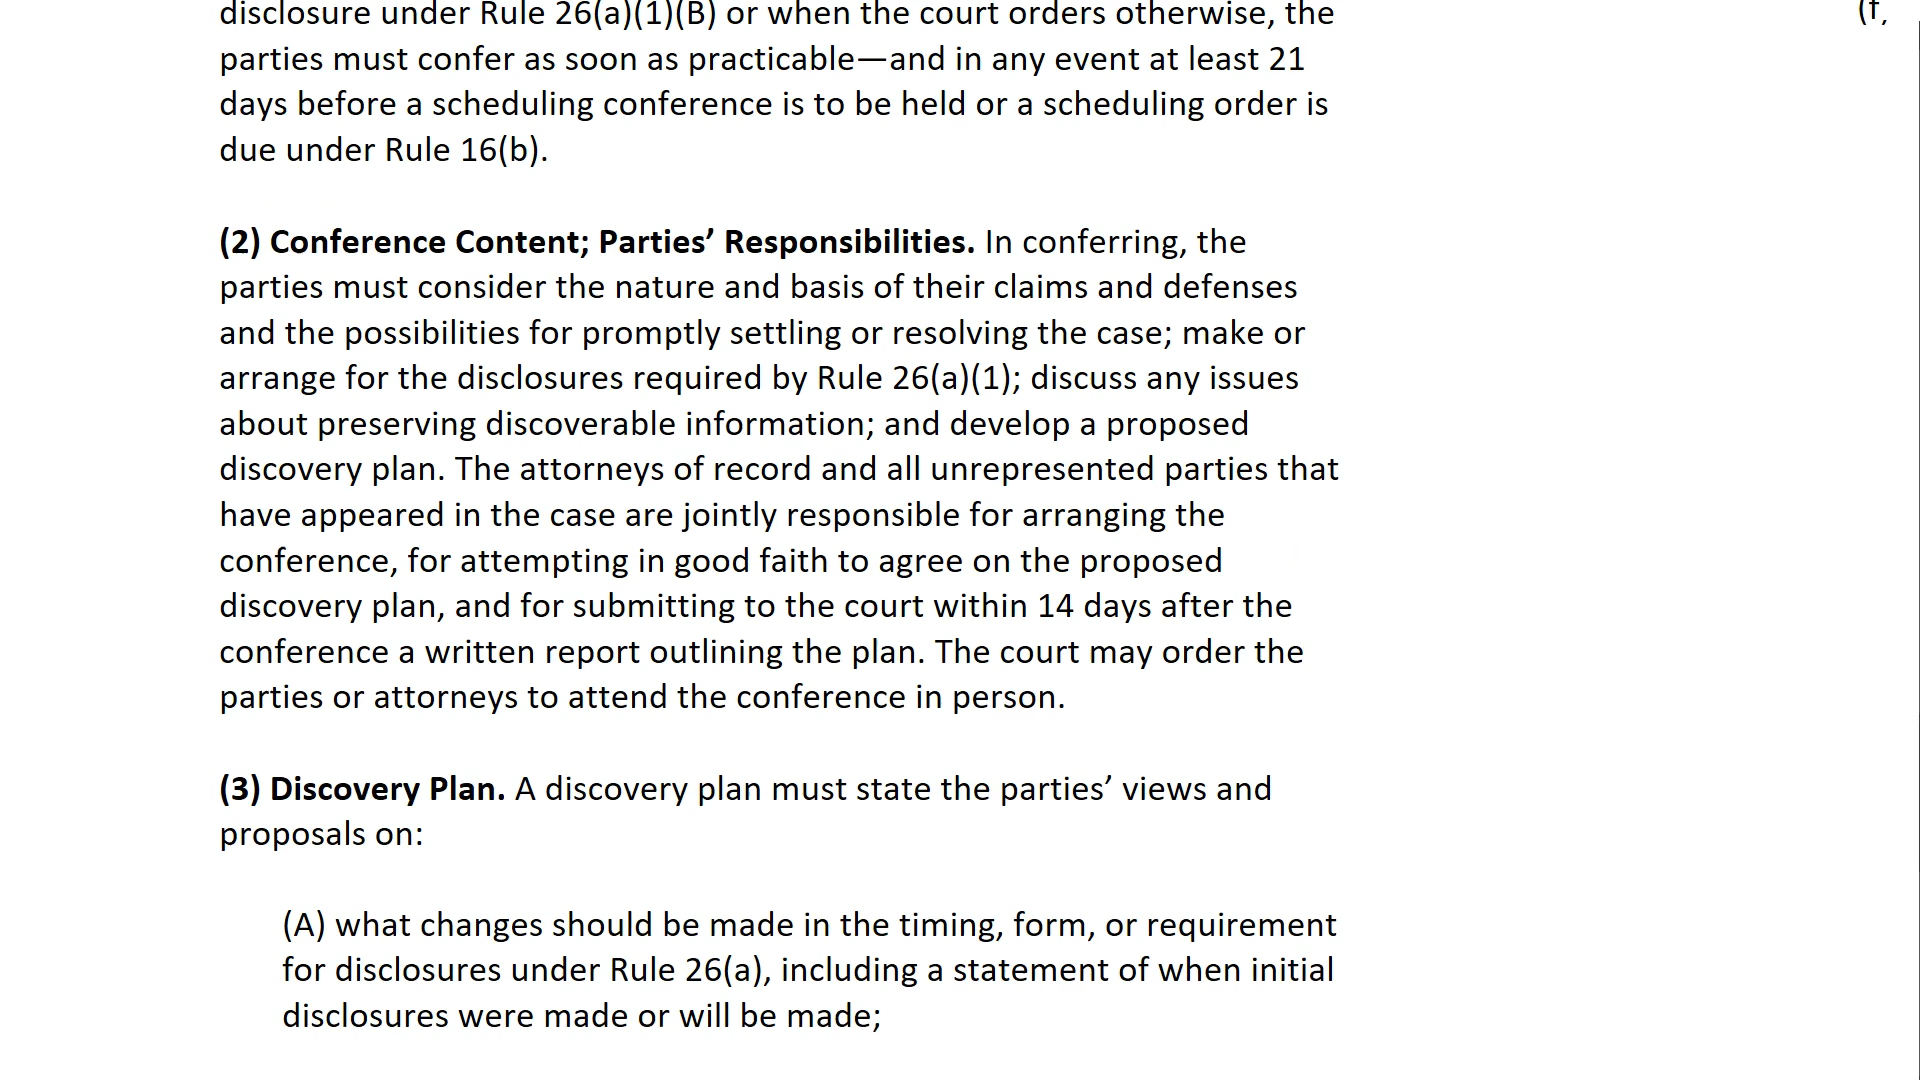 disclosure under Rule 26(a)(1)(B) or when the court orders otherwise, the
parties must confer as soon as practicable—and in any event at least 21
days before a scheduling conference is to be held or a scheduling order is
due under Rule 16(b).
(2) Conference Content; Parties’ Responsibilities. In conferring, the
parties must consider the nature and basis of their claims and defenses
and the possibilities for promptly settling or resolving the case; make or
arrange for the disclosures required by Rule 26(a)(1); discuss any issues
about preserving discoverable information; and develop a proposed
discovery plan. The attorneys of record and all unrepresented parties that
have appeared in the case are jointly responsible for arranging the
conference, for attempting in good faith to agree on the proposed
discovery plan, and for submitting to the court within 14 days after the
conference a written report outlining the plan. The court may order the
parties or attorneys to attend the conference in person.
(3) Discovery Plan. A discovery plan must state the parties’ views and
proposals on:
(A) what changes should be made in the timing, form, or requirement
for disclosures under Rule 26(a), including a statement of when initial
disclosures were made or will be made;